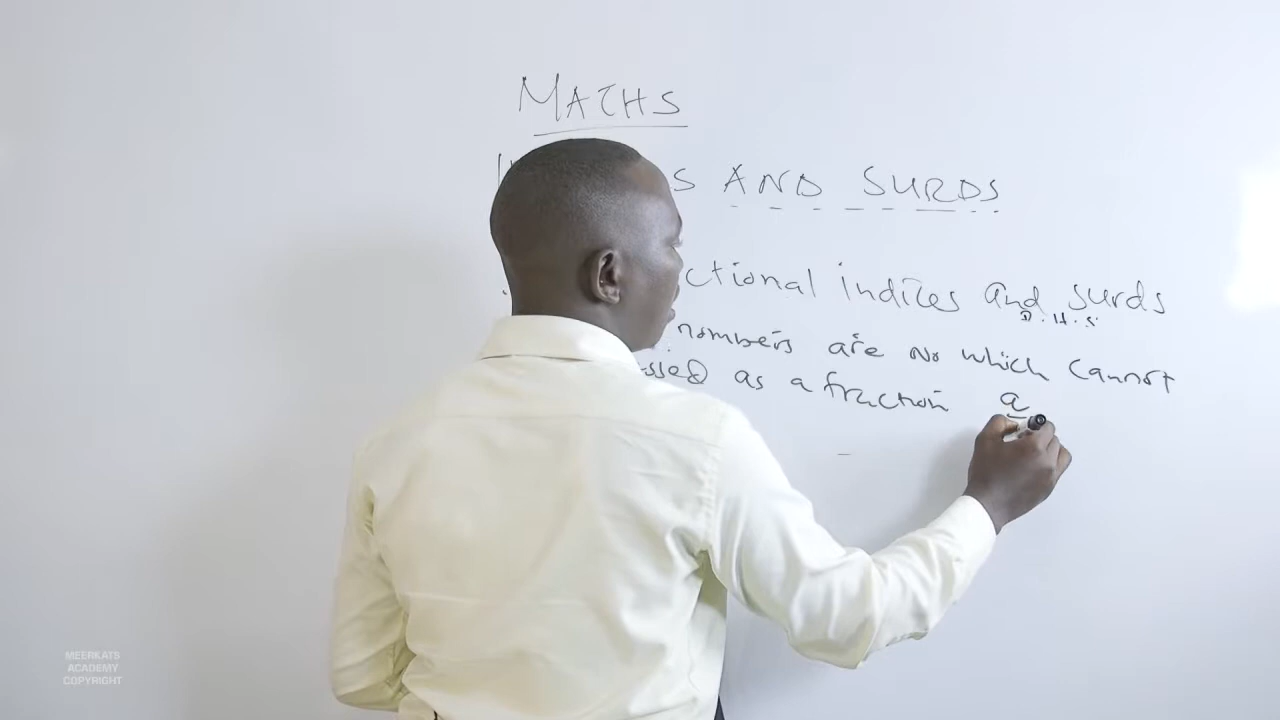 MATHS
S AND SURDS
ctional indices and surds
D.H.S
numbers are No which cannot
ssed as a fraction a
MEERKATS
ACADEMY
COPYRIGHT